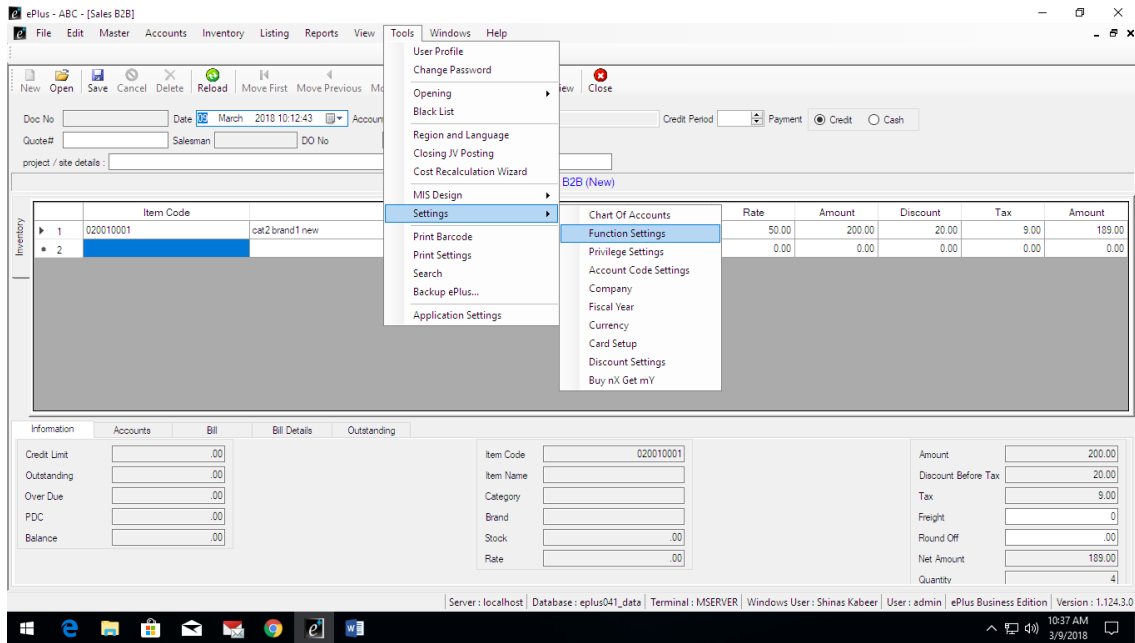 ePlus - ABC - [Sales B2B]
File Edit Master Accounts Inventory Listing Reports View Tools Windows Help
User Profile
Change Password
Opening
Black List
Region and Language
Closing JV Posting
Cost Recalculation Wizard
MIS Design
Settings
Print Barcode
Print Settings
Search
Backup ePlus...
Application Settings
Chart Of Accounts
Function Settings
Privilege Settings
Account Code Settings
Company
Fiscal Year
Currency
Card Setup
Discount Settings
Buy nX Get mY
New Open Save Cancel Delete Reload Move First Move Previous Mo iew Close
Doc No Date 09 March 2018 10:12:43 Accoun Credit Period Payment Credit Cash
Quote# Salesman DO No
project / site details :
B2B (New)
Inventory
Item Code Rate Amount Discount Tax Amount
1 020010001 cat2 brand1 new 50.00 200.00 20.00 9.00 189.00
2 0.00 0.00 0.00 0.00 0.00
Information Accounts Bill Bill Details Outstanding
Credit Limit .00
Outstanding .00
Over Due .00
PDC .00
Balance .00
Item Code 020010001
Item Name
Category
Brand
Stock .00
Rate .00
Amount 200.00
Discount Before Tax 20.00
Tax 9.00
Freight 0
Round Off .00
Net Amount 189.00
Quantity 4
Server : localhost Database : eplus041_data Terminal : MSERVER Windows User : Shinas Kabeer User : admin ePlus Business Edition Version : 1.124.3.0
10:37 AM
3/9/2018